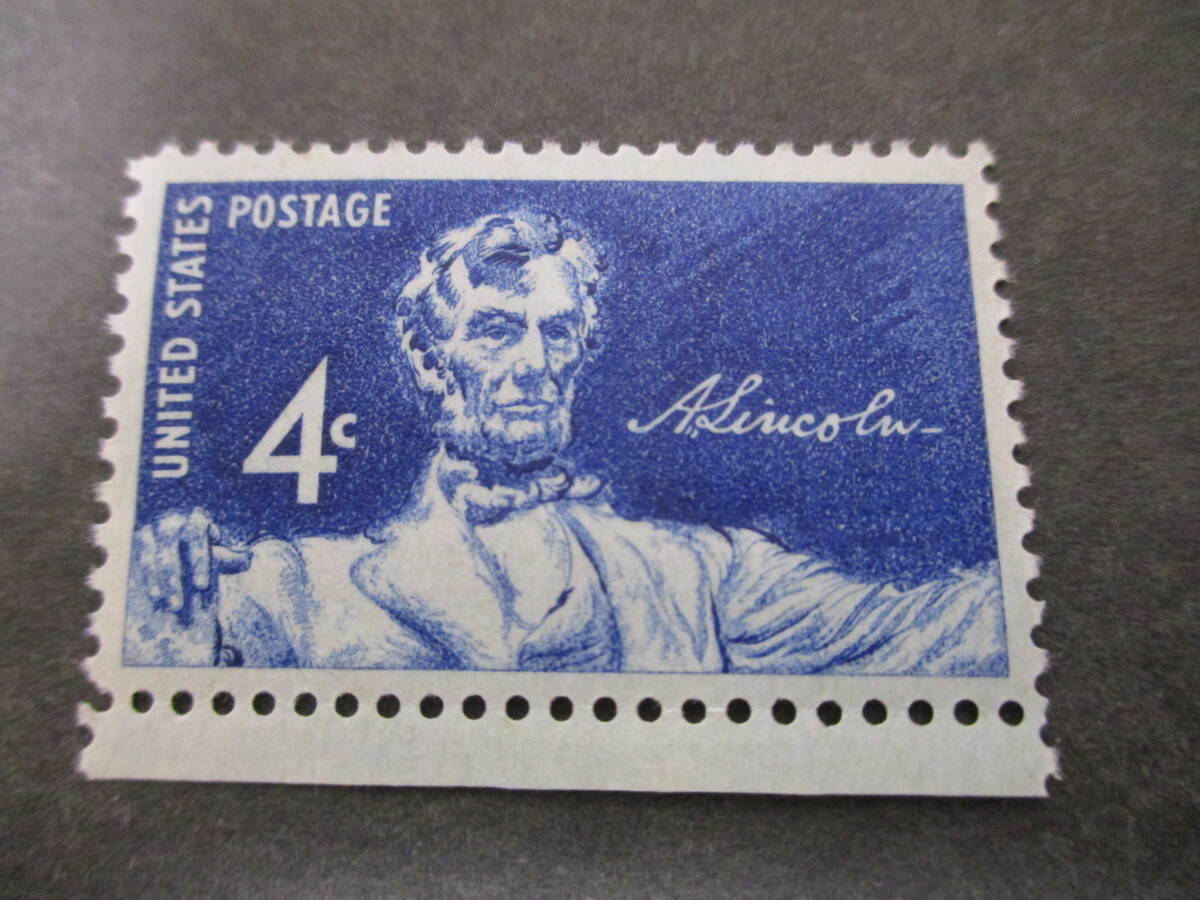 UNITED STATES
POSTAGE
4c
A. Lincoln